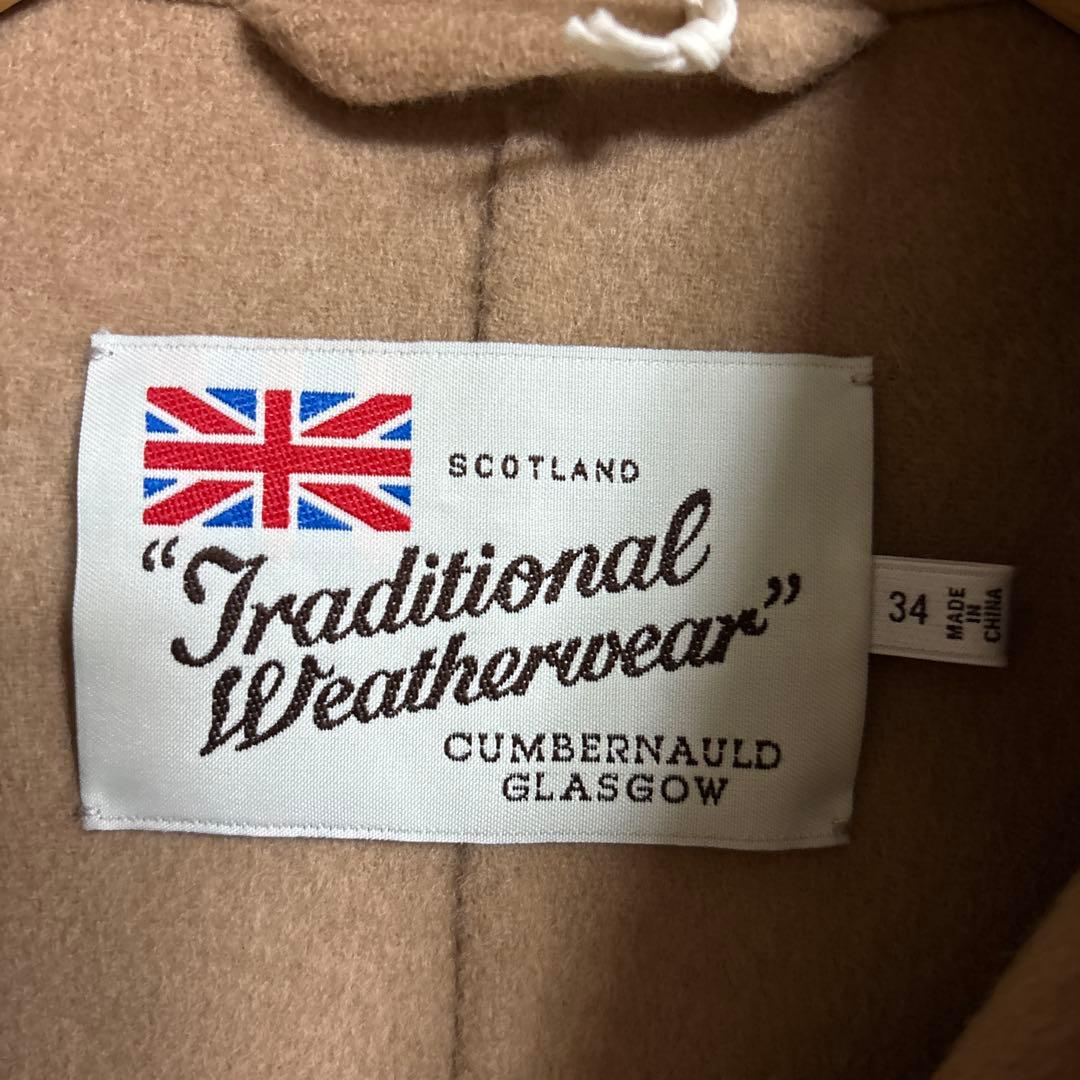 SCOTLAND
“Traditional
Weatherwear”
CUMBERNAULD
GLASGOW
34
MADE
IN
CHINA